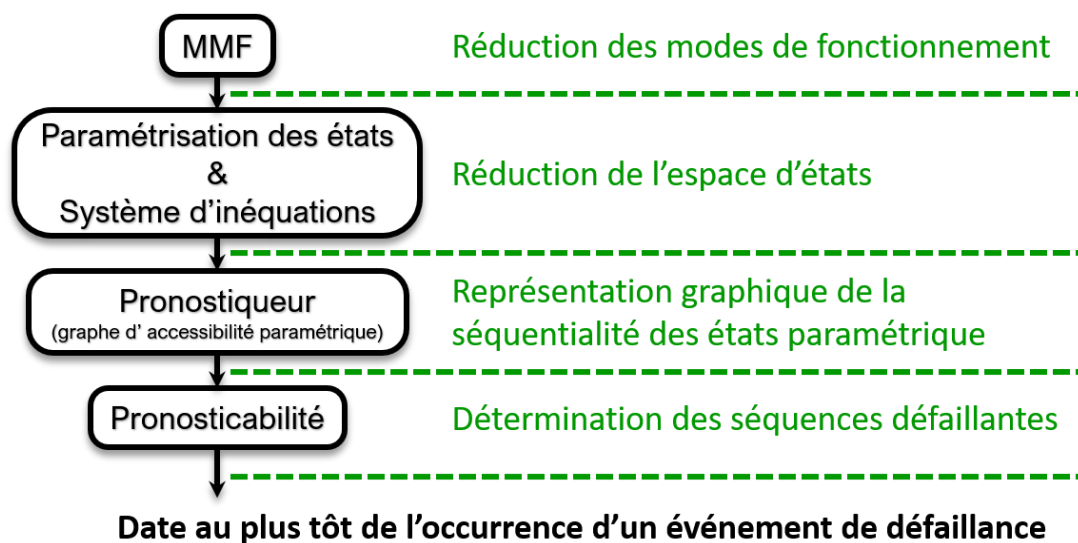 MMF
Réduction des modes de fonctionnement
Paramétrisation des états
&
Système d'inéquations
Réduction de l'espace d'états
Pronostiqueur
(graphe d' accessibilité paramétrique)
Représentation graphique de la
séquentialité des états paramétrique
Pronosticabilité
Détermination des séquences défaillantes
Date au plus tôt de l'occurrence d'un événement de défaillance